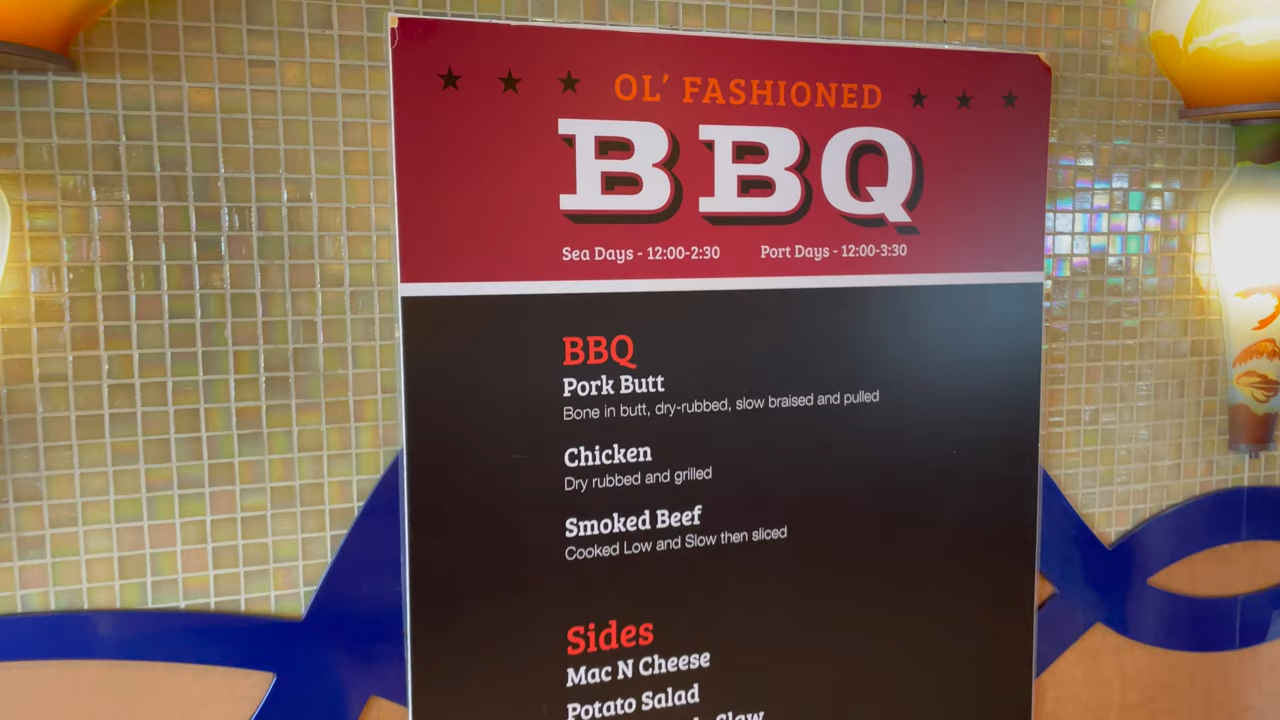 OL' FASHIONED
BBQ
Sea Days - 12:00-2:30 Port Days - 12:00-3:30
BBQ
Pork Butt
Bone in butt, dry-rubbed, slow braised and pulled
Chicken
Dry rubbed and grilled
Smoked Beef
Cooked Low and Slow then sliced
Sides
Mac N Cheese
Potato Salad
Slaw